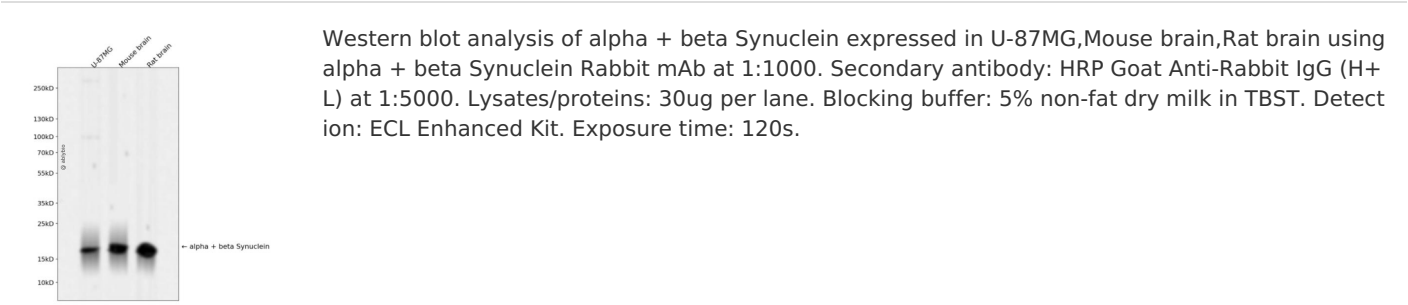 U-87MG
Mouse brain
Rat brain
250kD
130kD
100kD
70kD
55kD
35kD
25kD
15kD
10kD
← alpha + beta Synuclein
Western blot analysis of alpha + beta Synuclein expressed in U-87MG,Mouse brain,Rat brain using
alpha + beta Synuclein Rabbit mAb at 1:1000. Secondary antibody: HRP Goat Anti-Rabbit IgG (H+
L) at 1:5000. Lysates/proteins: 30ug per lane. Blocking buffer: 5% non-fat dry milk in TBST. Detect
ion: ECL Enhanced Kit. Exposure time: 120s.